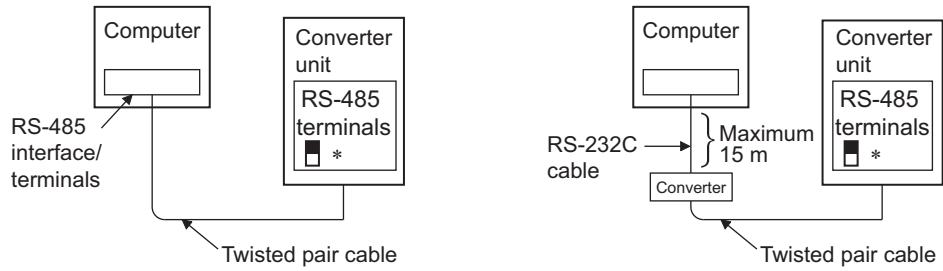 Computer
Converter
unit
RS-485
terminals
*
RS-485
interface/
terminals
Twisted pair cable
Computer
Converter
unit
RS-485
terminals
*
RS-232C
cable
Maximum
15 m
Converter
Twisted pair cable